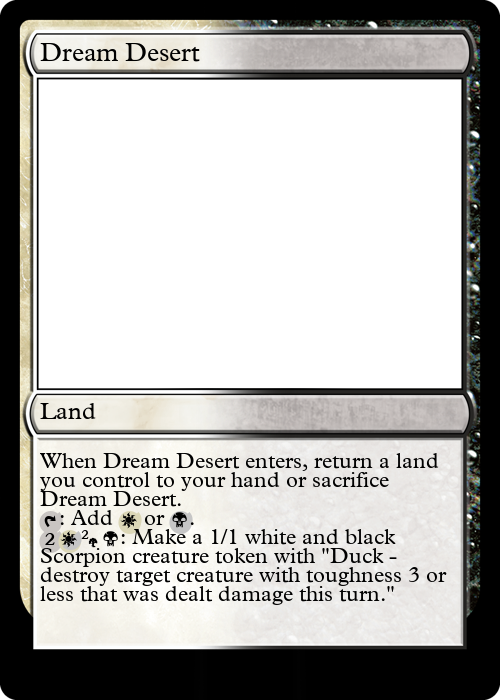 Dream Desert
Land
When Dream Desert enters, return a land
you control to your hand or sacrifice
Dream Desert.
: Add or .
2 2 : Make a 1/1 white and black
Scorpion creature token with "Duck -
destroy target creature with toughness 3 or
less that was dealt damage this turn."